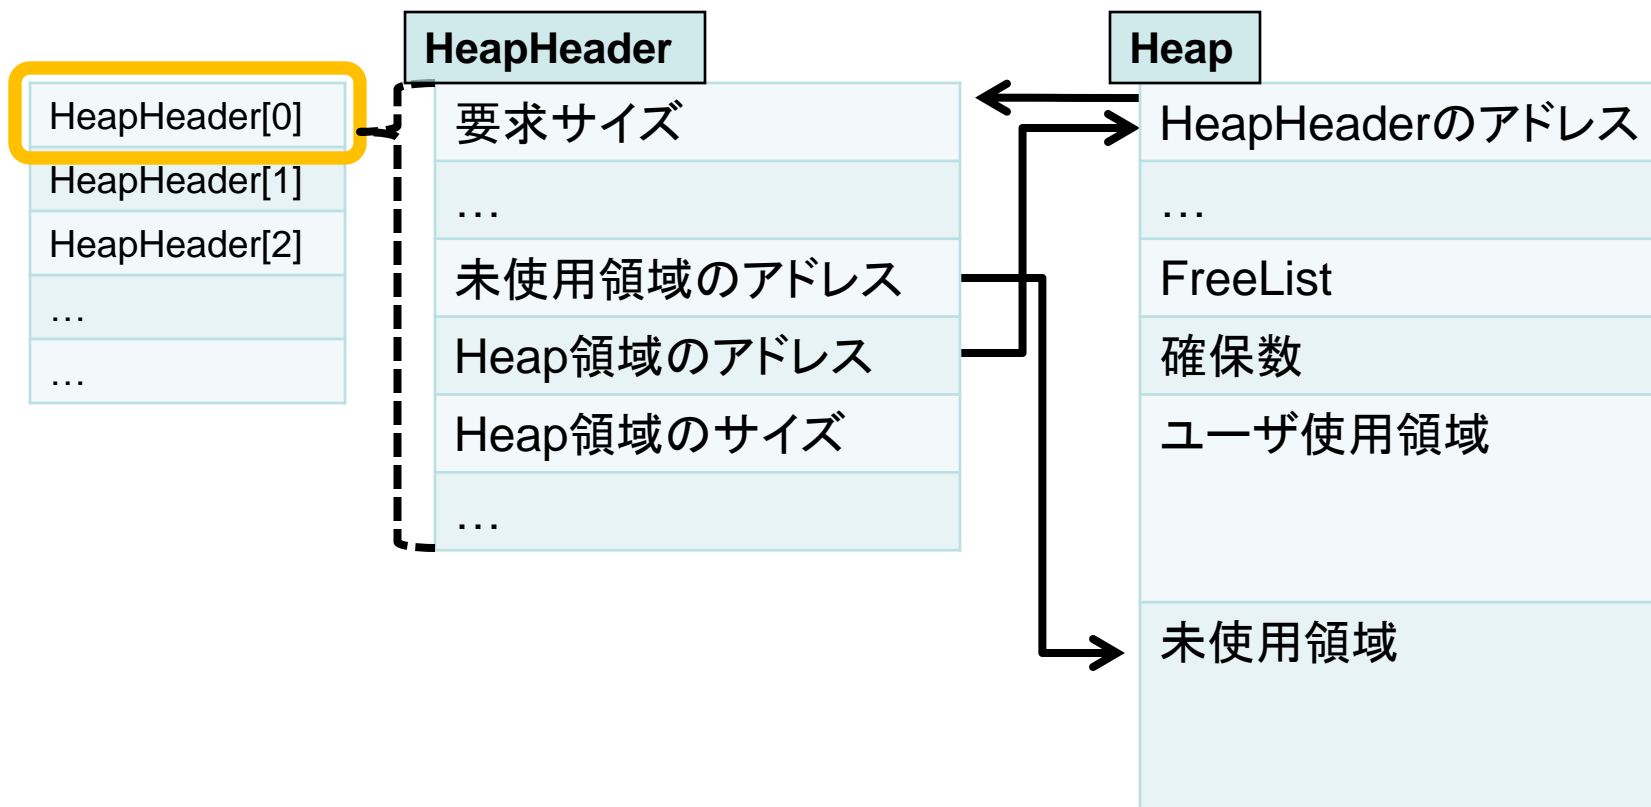 HeapHeader[0]
HeapHeader[1]
HeapHeader[2]
…
…
HeapHeader
要求サイズ
…
未使用領域のアドレス
Heap領域のアドレス
Heap領域のサイズ
…
Heap
HeapHeaderのアドレス
…
FreeList
確保数
ユーザ使用領域
未使用領域